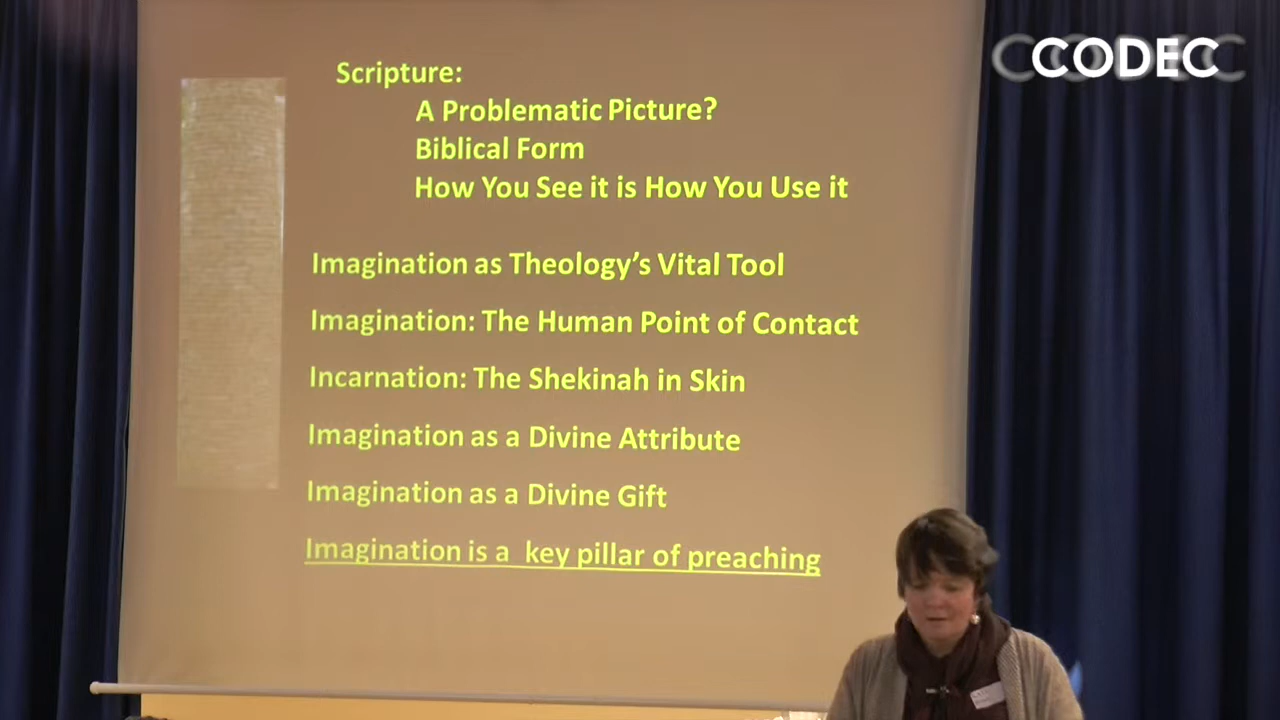 CODEC
Scripture:
A Problematic Picture?
Biblical Form
How You See it is How You Use it
Imagination as Theology's Vital Tool
Imagination: The Human Point of Contact
Incarnation: The Shekinah in Skin
Imagination as a Divine Attribute
Imagination as a Divine Gift
Imagination is a key pillar of preaching